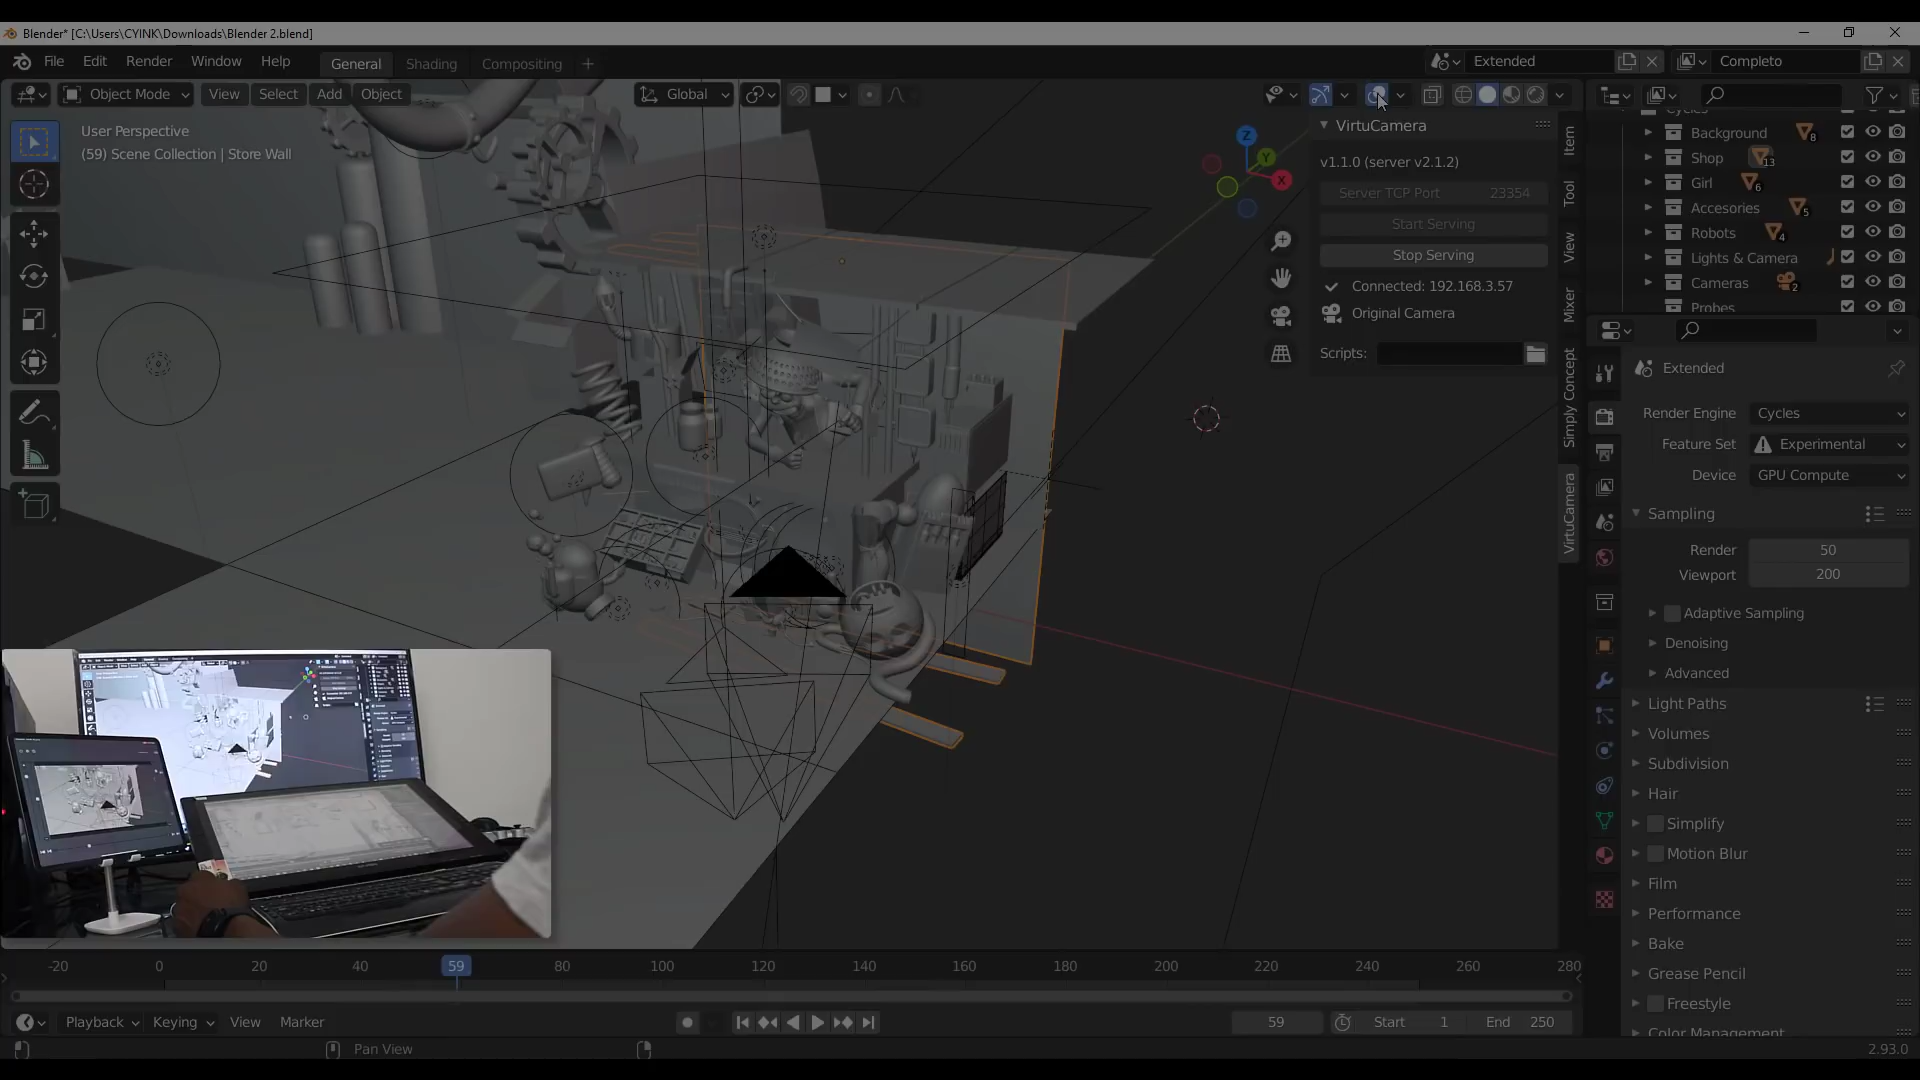 Blender* [C:\Users\CYINK\Downloads\Blender 2.blend]
File Edit Render Window Help General Shading Compositing + Extended Completo
Object Mode View Select Add Object Global
User Perspective
(59) Scene Collection | Store Wall
Z
Y
X
VirtuCamera
v1.1.0 (server v2.1.2)
Server TCP Port 23354
Start Serving
Stop Serving
Connected: 192.168.3.57
Original Camera
Scripts:
Item
Tool
View
Mixer
Simply Concept
VirtuCamera
Cycles
Background 8
Shop 13
Girl 6
Accesories 5
Robots 4
Lights & Camera
Cameras 2
Probes
Extended
Render Engine Cycles
Feature Set Experimental
Device GPU Compute
Sampling
Render 50
Viewport 200
Adaptive Sampling
Denoising
Advanced
Light Paths
Volumes
Subdivision
Hair
Simplify
Motion Blur
Film
Performance
Bake
Grease Pencil
Freestyle
Color Management
-20 0 20 40 59 80 100 120 140 160 180 200 220 240 260 280
Playback Keying View Marker 59 Start 1 End 250
Pan View 2.93.0